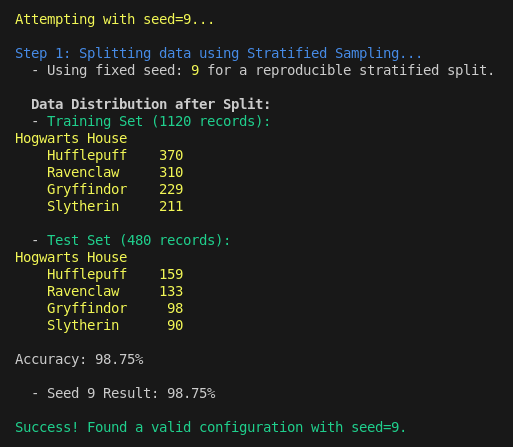 Attempting with seed=9...
Step 1: Splitting data using Stratified Sampling...
- Using fixed seed: 9 for a reproducible stratified split.
Data Distribution after Split:
- Training Set (1120 records):
Hogwarts House
Hufflepuff 370
Ravenclaw 310
Gryffindor 229
Slytherin 211
- Test Set (480 records):
Hogwarts House
Hufflepuff 159
Ravenclaw 133
Gryffindor 98
Slytherin 90
Accuracy: 98.75%
- Seed 9 Result: 98.75%
Success! Found a valid configuration with seed=9.